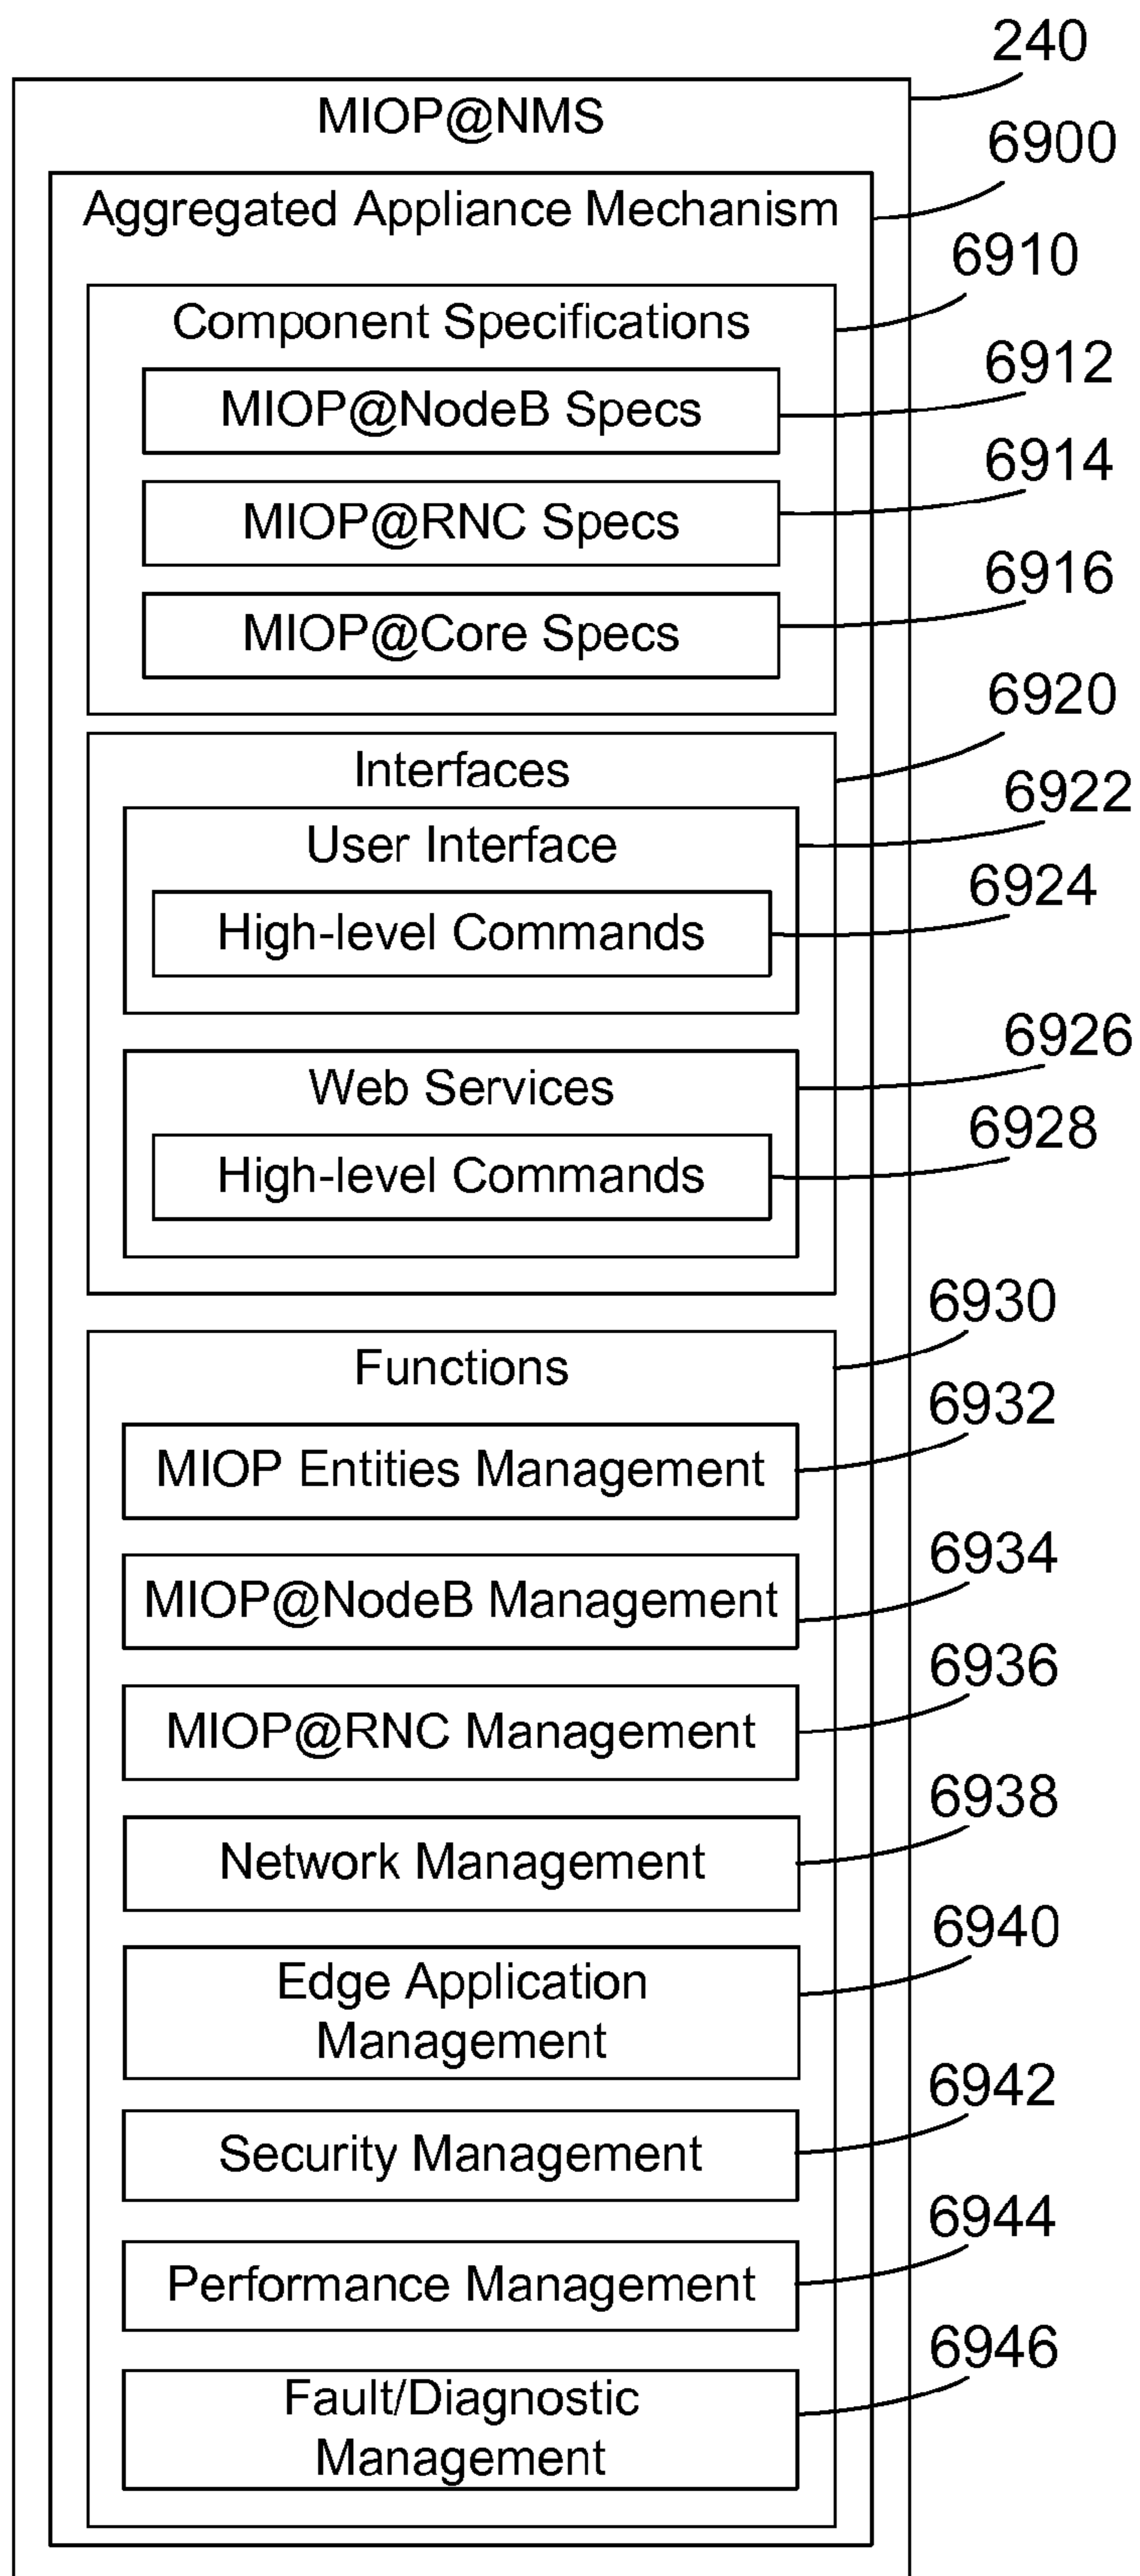 240
MIOP@NMS
6900
Aggregated Appliance Mechanism
6910
Component Specifications
6912
MIOP@NodeB Specs
6914
MIOP@RNC Specs
6916
MIOP@Core Specs
6920
Interfaces
6922
User Interface
6924
High-level Commands
6926
Web Services
6928
High-level Commands
6930
Functions
6932
MIOP Entities Management
6934
MIOP@NodeB Management
6936
MIOP@RNC Management
6938
Network Management
6940
Edge Application
Management
6942
Security Management
6944
Performance Management
6946
Fault/Diagnostic
Management